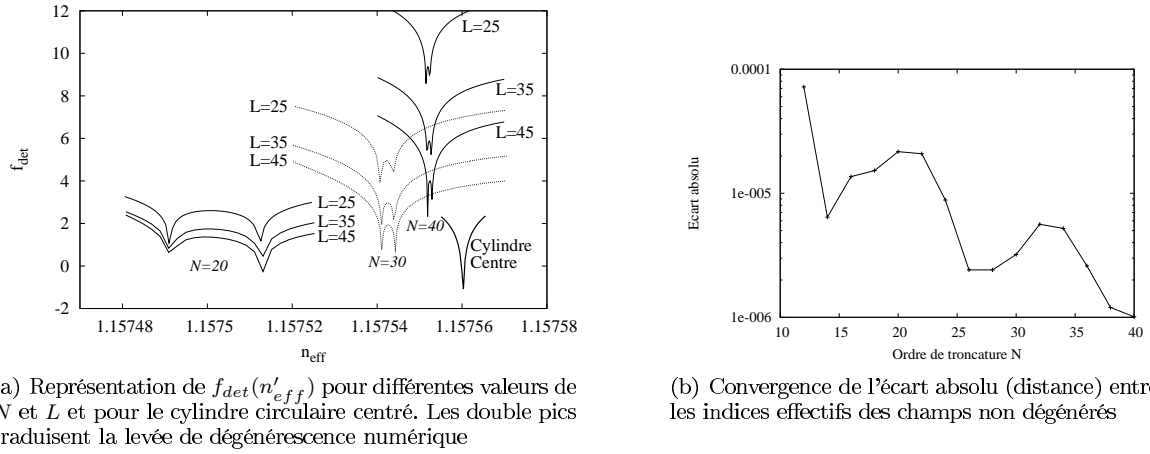 12
10
8
6
4
2
0
-2
f_det
L=25
L=35
L=45
L=25
L=35
L=45
L=25
L=35
L=45
N=20
N=30
N=40
Cylindre
Centre
1.15748
1.1575
1.15752
1.15754
1.15756
1.15758
n_eff
0.0001
1e-005
1e-006
Ecart absolu
10
15
20
25
30
35
40
Ordre de troncature N
a) Représentation de f_det(n'_eff) pour différentes valeurs de
N et L et pour le cylindre circulaire centré. Les double pics
raduisent la levée de dégénérescence numérique
(b) Convergence de l'écart absolu (distance) entr
les indices effectifs des champs non dégénérés